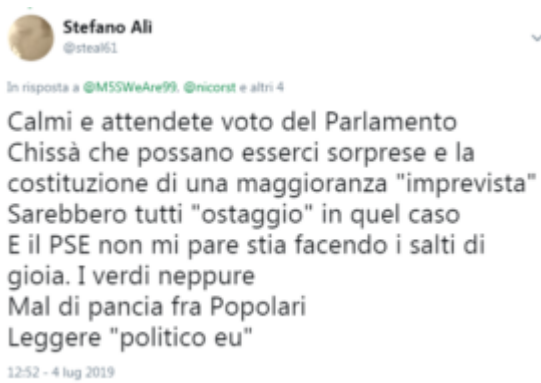 Stefano Alì
@steal61
In risposta a @M5SWeAre99, @nicorst e altri 4
Calmi e attendete voto del Parlamento
Chissà che possano esserci sorprese e la
costituzione di una maggioranza "imprevista"
Sarebbero tutti "ostaggio" in quel caso
E il PSE non mi pare stia facendo i salti di
gioia. I verdi neppure
Mal di pancia fra Popolari
Leggere "politico eu"
12:52 - 4 lug 2019